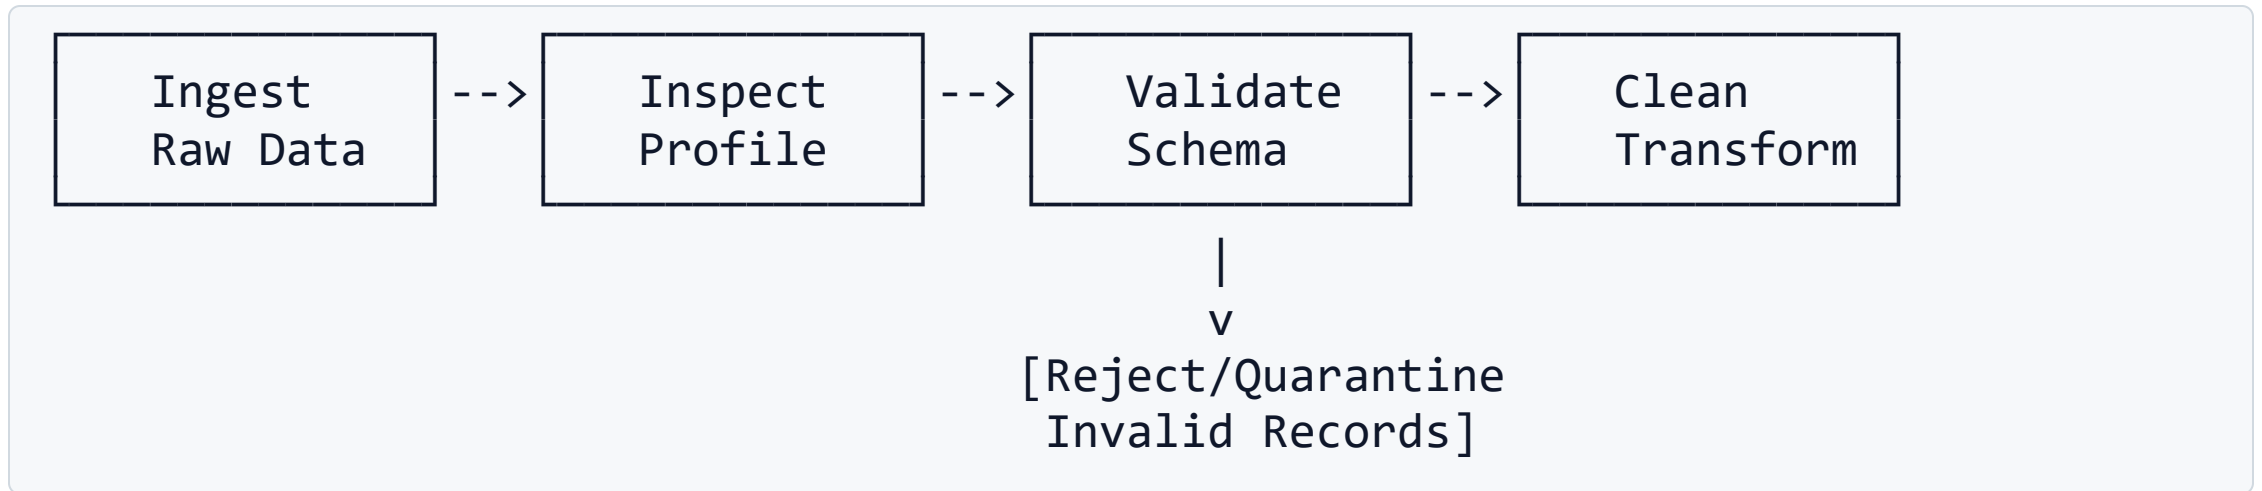 Ingest --> Inspect --> Validate --> Clean
Raw Data Profile Schema Transform
|
v
[Reject/Quarantine
Invalid Records]